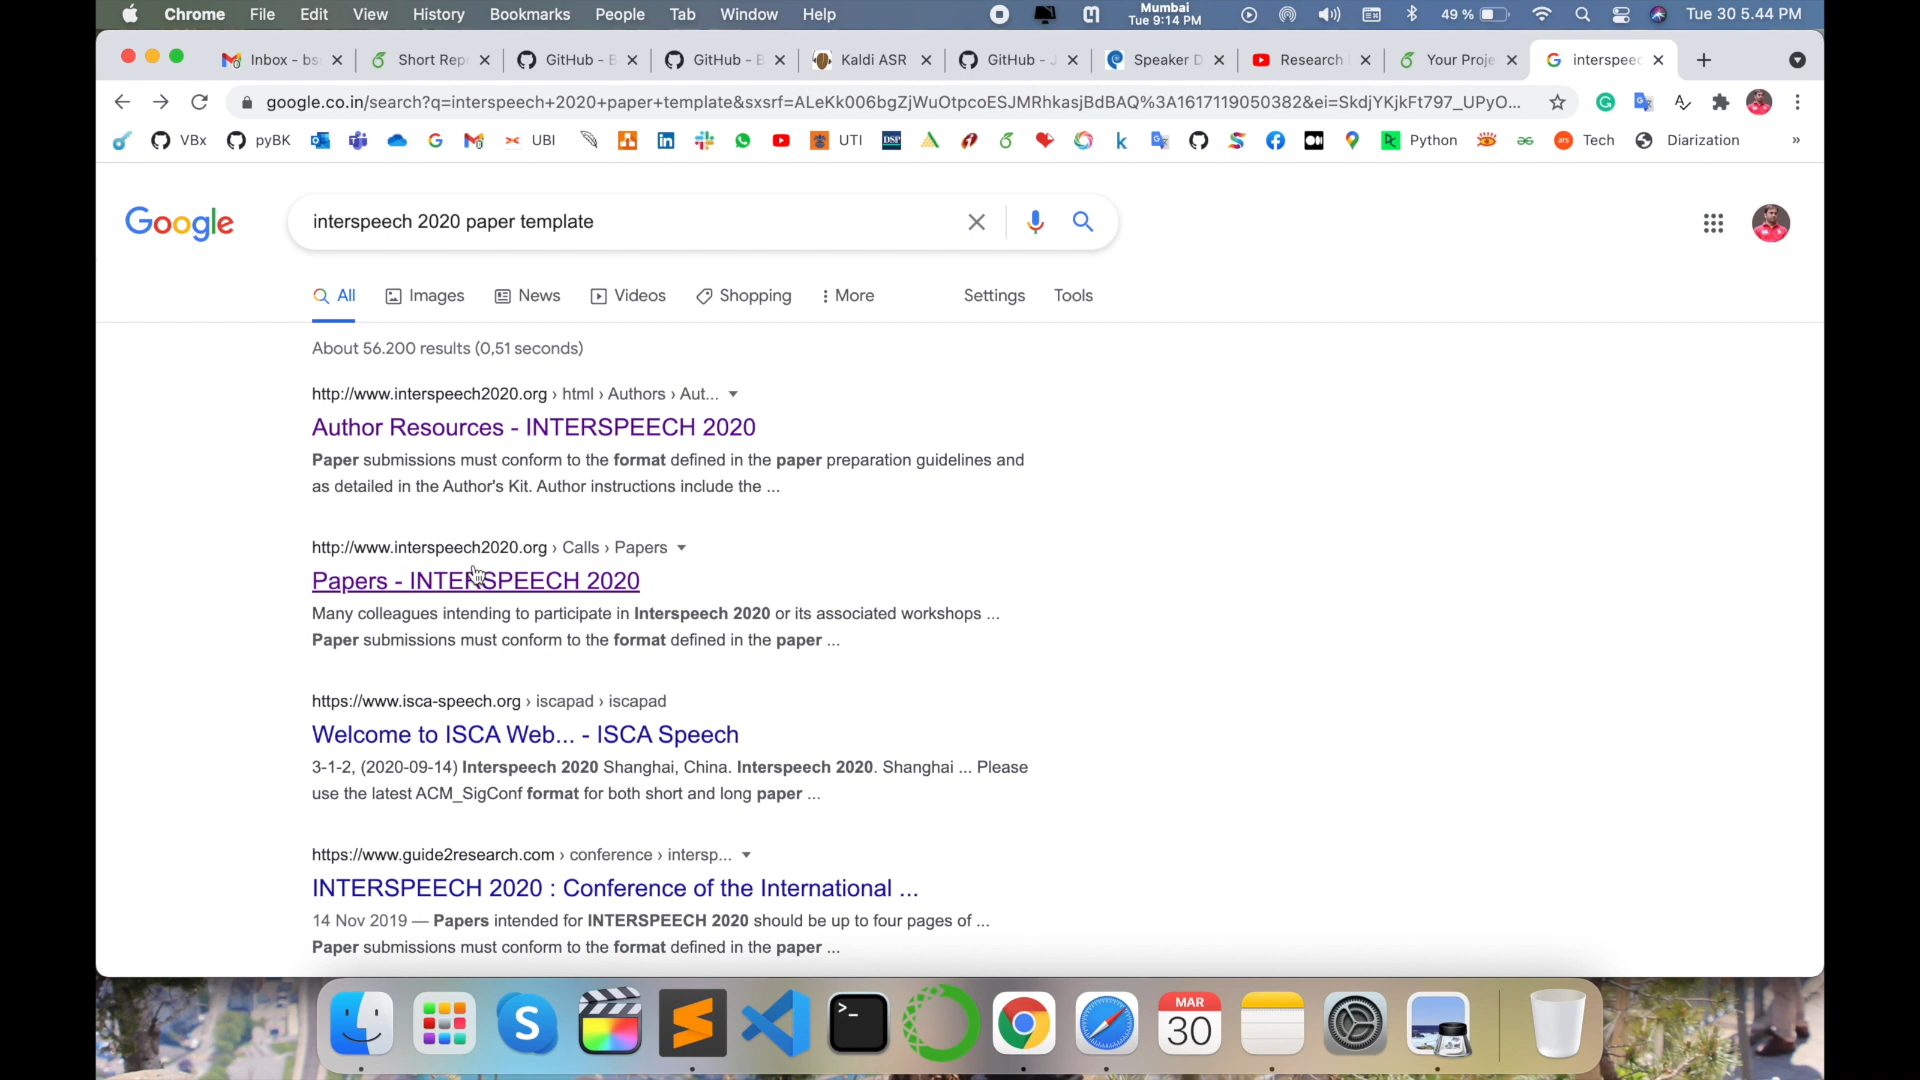 Chrome File Edit View History Bookmarks People Tab Window Help
Mumbai
Tue 9:14 PM
49 %
Tue 30 5.44 PM
Inbox - bs
Short Rep
GitHub - B
GitHub - B
Kaldi ASR
GitHub - J
Speaker D
Research
Your Proje
interspeec
google.co.in/search?q=interspeech+2020+paper+template&sxsrf=ALeKk006bgZjWuOtpcoESJMRhkasjBdBAQ%3A1617119050382&ei=SkdjYKjkFt797_UPyO...
VBx pyBK UBI UTI DSP Python Tech Diarization »
Google
interspeech 2020 paper template
All Images News Videos Shopping More Settings Tools
About 56.200 results (0,51 seconds)
http://www.interspeech2020.org › html › Authors › Aut...
Author Resources - INTERSPEECH 2020
Paper submissions must conform to the format defined in the paper preparation guidelines and
as detailed in the Author's Kit. Author instructions include the ...
http://www.interspeech2020.org › Calls › Papers
Papers - INTERSPEECH 2020
Many colleagues intending to participate in Interspeech 2020 or its associated workshops ...
Paper submissions must conform to the format defined in the paper ...
https://www.isca-speech.org › iscapad › iscapad
Welcome to ISCA Web... - ISCA Speech
3-1-2, (2020-09-14) Interspeech 2020 Shanghai, China. Interspeech 2020. Shanghai ... Please
use the latest ACM_SigConf format for both short and long paper ...
https://www.guide2research.com › conference › intersp...
INTERSPEECH 2020 : Conference of the International ...
14 Nov 2019 — Papers intended for INTERSPEECH 2020 should be up to four pages of ...
Paper submissions must conform to the format defined in the paper ...
MAR
30